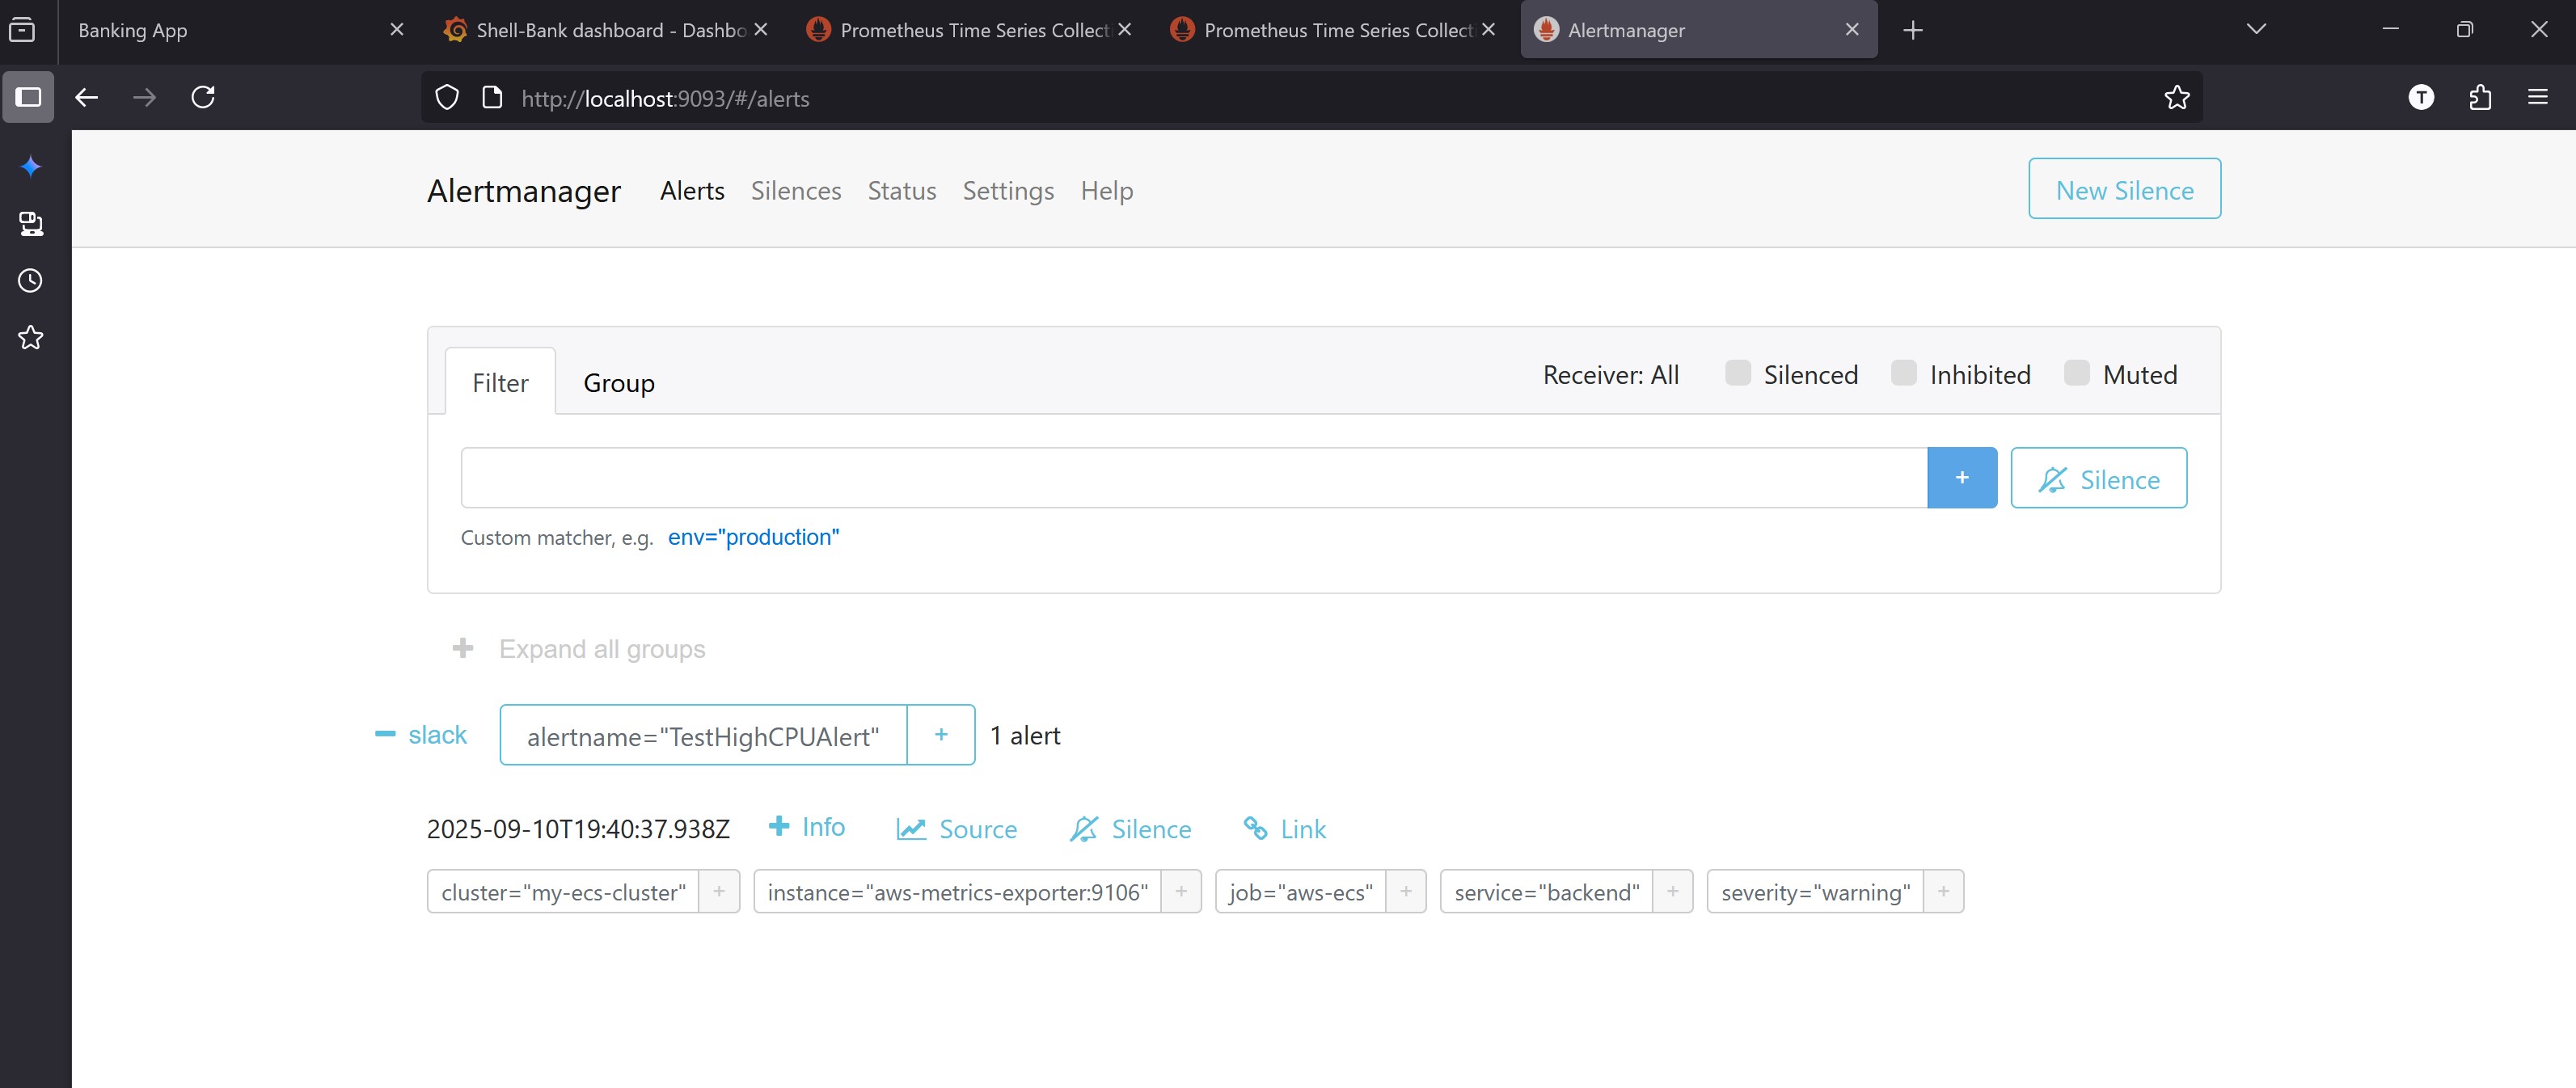 Banking App
Shell-Bank dashboard - Dashbo
Prometheus Time Series Collect
Prometheus Time Series Collect
Alertmanager
http://localhost:9093/#/alerts
T
Alertmanager Alerts Silences Status Settings Help New Silence
Filter Group Receiver: All Silenced Inhibited Muted
+ Silence
Custom matcher, e.g. env="production"
+ Expand all groups
− slack alertname="TestHighCPUAlert" + 1 alert
2025-09-10T19:40:37.938Z + Info Source Silence Link
cluster="my-ecs-cluster" + instance="aws-metrics-exporter:9106" + job="aws-ecs" + service="backend" + severity="warning" +